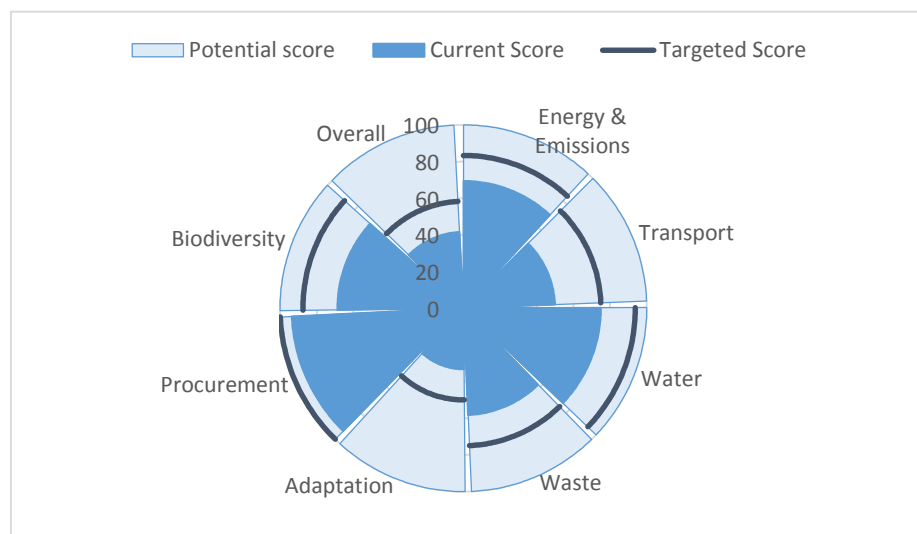 Potential score
Current Score
Targeted Score
Overall
100
80
60
40
20
0
Energy &
Emissions
Transport
Water
Waste
Adaptation
Procurement
Biodiversity